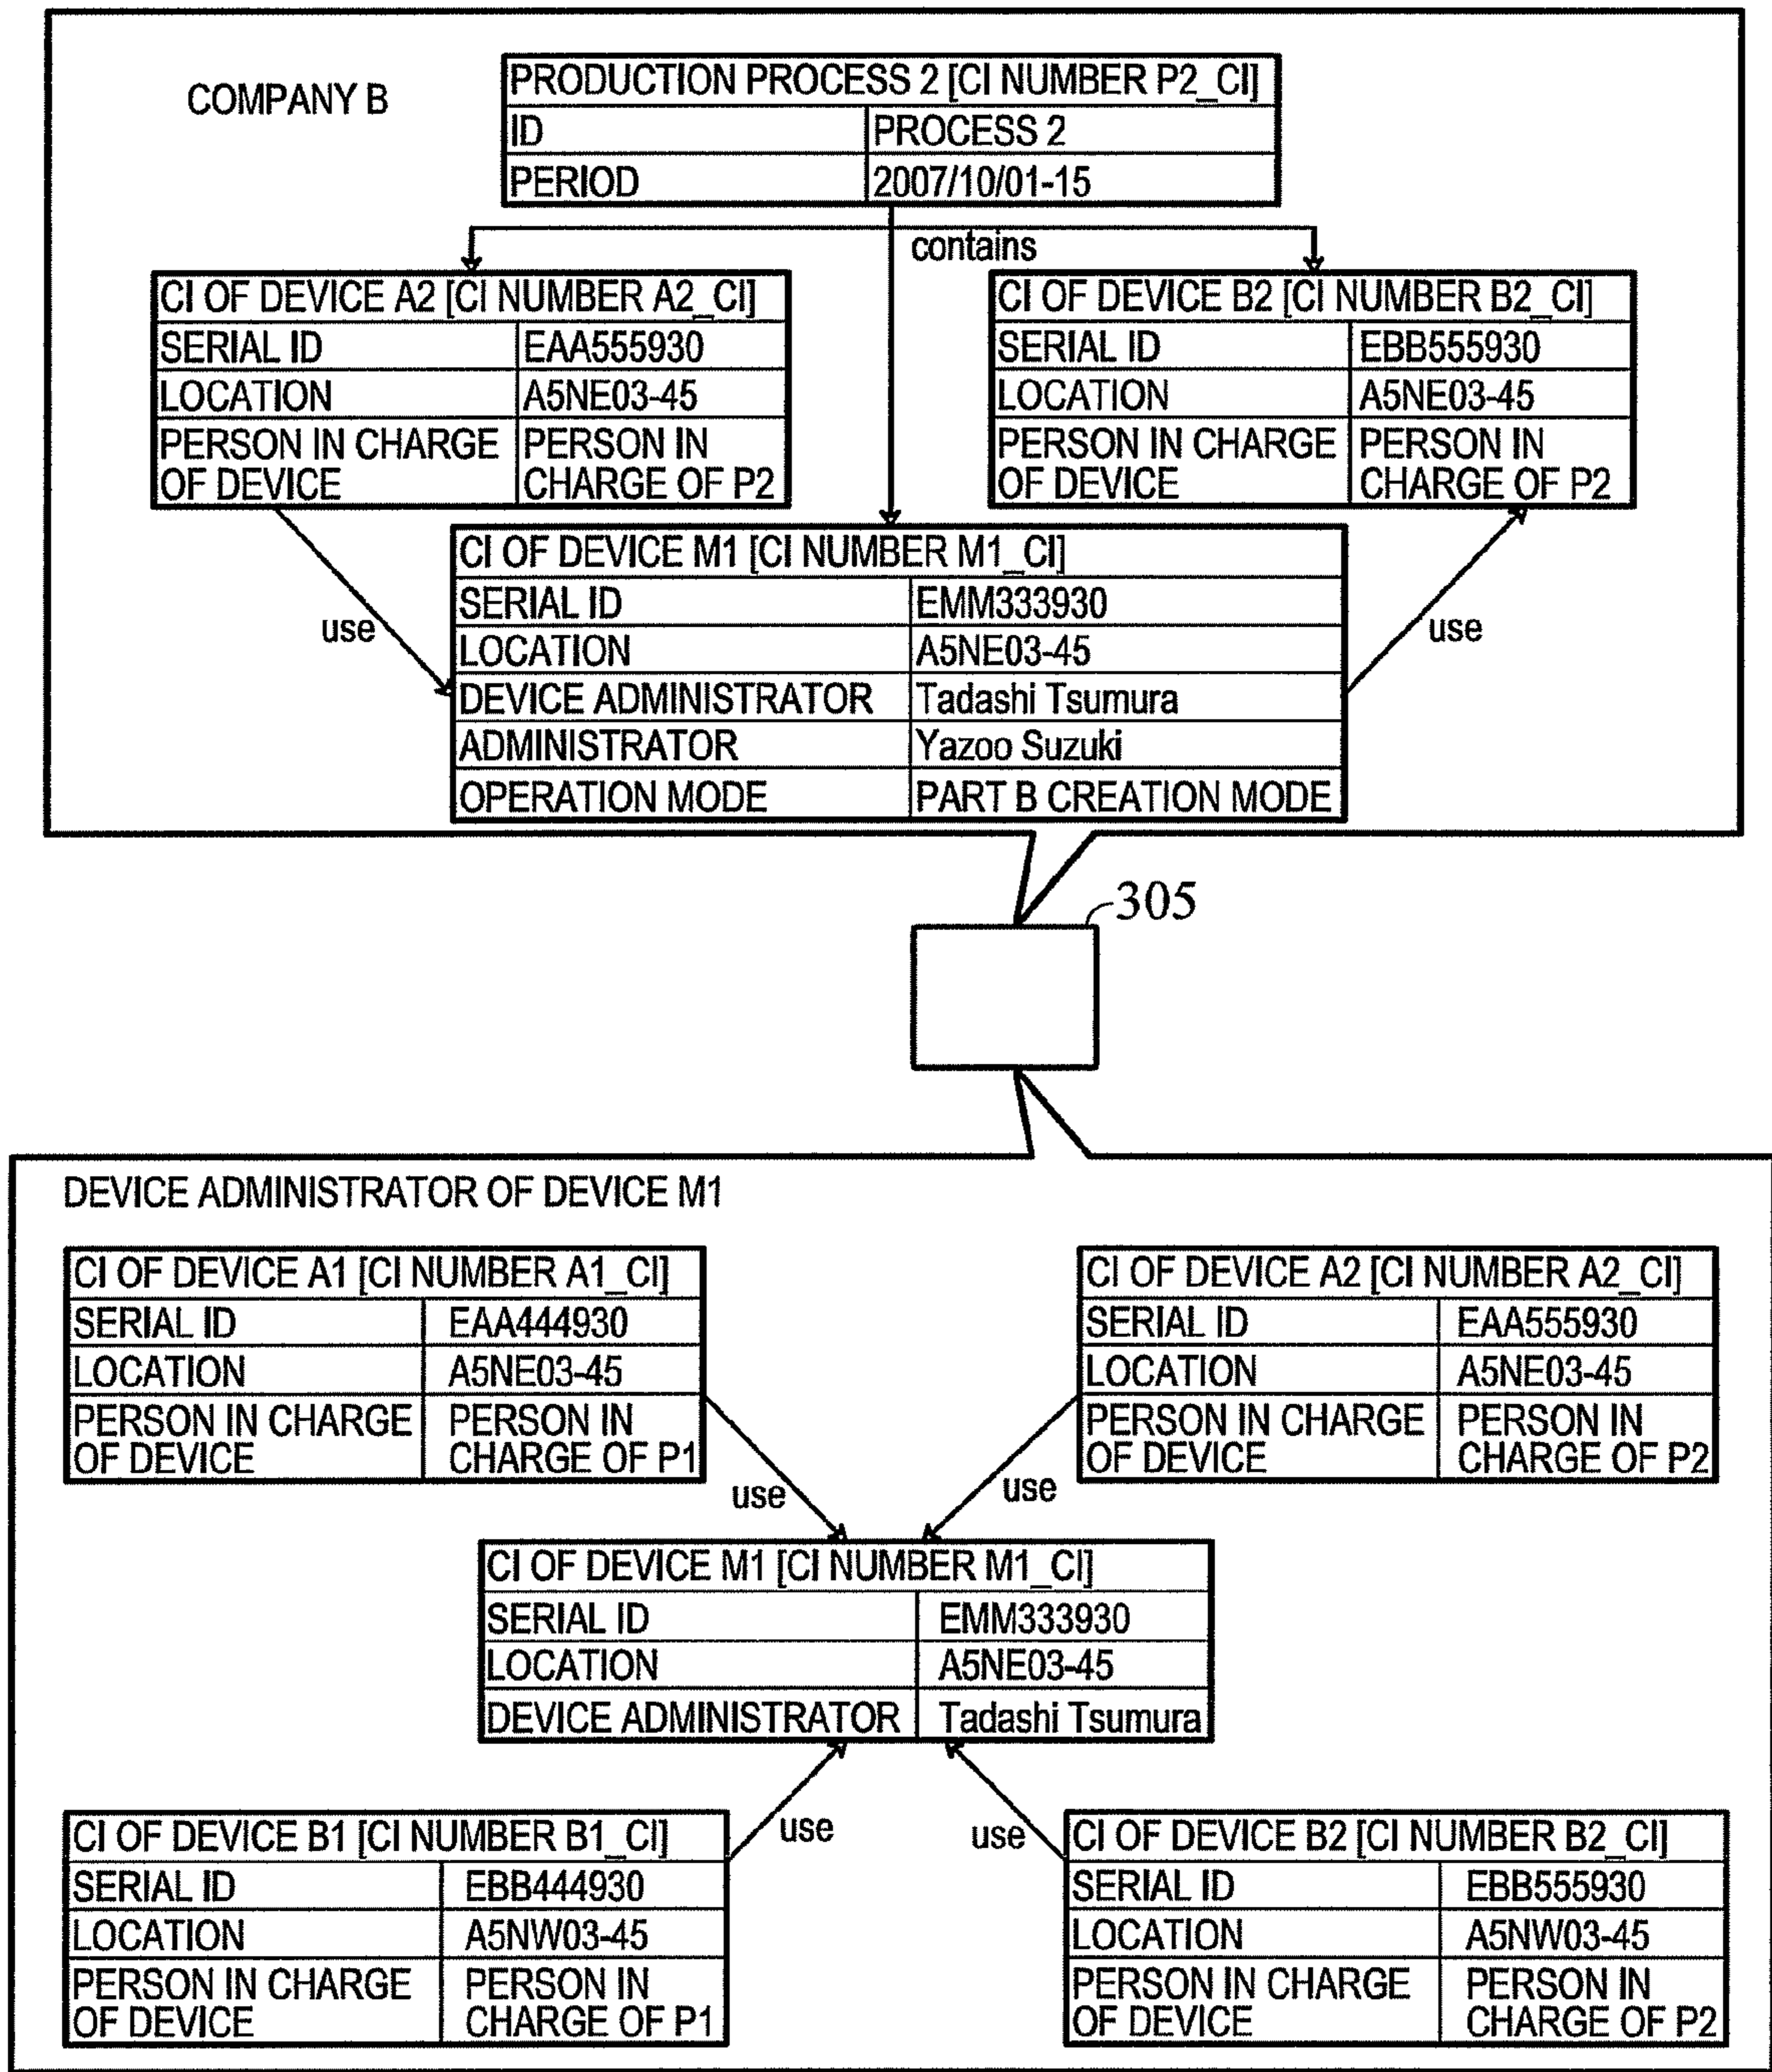 COMPANY B
PRODUCTION PROCESS 2 [CI NUMBER P2_CI]
ID PROCESS 2
PERIOD 2007/10/01-15
contains
CI OF DEVICE A2 [CI NUMBER A2_CI]
SERIAL ID EAA555930
LOCATION A5NE03-45
PERSON IN CHARGE PERSON IN
OF DEVICE CHARGE OF P2
CI OF DEVICE B2 [CI NUMBER B2_CI]
SERIAL ID EBB555930
LOCATION A5NE03-45
PERSON IN CHARGE PERSON IN
OF DEVICE CHARGE OF P2
use
CI OF DEVICE M1 [CI NUMBER M1_CI]
SERIAL ID EMM333930
LOCATION A5NE03-45
DEVICE ADMINISTRATOR Tadashi Tsumura
ADMINISTRATOR Yazoo Suzuki
OPERATION MODE PART B CREATION MODE
use
305
DEVICE ADMINISTRATOR OF DEVICE M1
CI OF DEVICE A1 [CI NUMBER A1_CI]
SERIAL ID EAA444930
LOCATION A5NE03-45
PERSON IN CHARGE PERSON IN
OF DEVICE CHARGE OF P1
CI OF DEVICE A2 [CI NUMBER A2_CI]
SERIAL ID EAA555930
LOCATION A5NE03-45
PERSON IN CHARGE PERSON IN
OF DEVICE CHARGE OF P2
use
use
CI OF DEVICE M1 [CI NUMBER M1_CI]
SERIAL ID EMM333930
LOCATION A5NE03-45
DEVICE ADMINISTRATOR Tadashi Tsumura
use
use
CI OF DEVICE B1 [CI NUMBER B1_CI]
SERIAL ID EBB444930
LOCATION A5NW03-45
PERSON IN CHARGE PERSON IN
OF DEVICE CHARGE OF P1
CI OF DEVICE B2 [CI NUMBER B2_CI]
SERIAL ID EBB555930
LOCATION A5NW03-45
PERSON IN CHARGE PERSON IN
OF DEVICE CHARGE OF P2